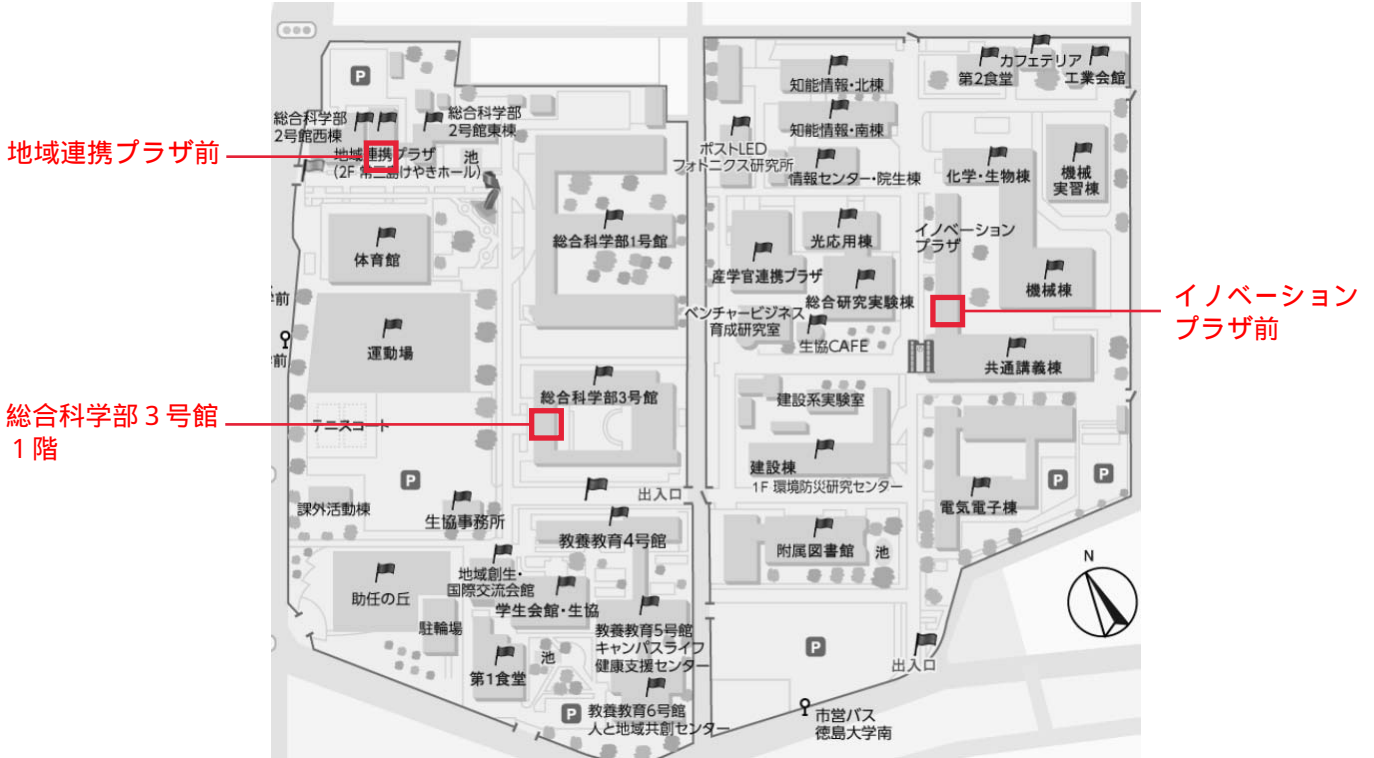 地域連携プラザ前
総合科学部３号館
１階
イノベーション
プラザ前
P
総合科学部
2号館西棟
総合科学部
2号館東棟
地域連携プラザ
(2F 常三島けやきホール)
池
体育館
総合科学部1号館
運動場
前
前
総合科学部3号館
テニスコート
P
課外活動棟
生協事務所
出入口
教養教育4号館
地域創生・
国際交流会館
助任の丘
学生会館・生協
駐輪場
教養教育5号館
キャンパスライフ
健康支援センター
第1食堂
池
P
教養教育6号館
人と地域共創センター
知能情報・北棟
知能情報・南棟
ポストLED
フォトニクス研究所
情報センター・院生棟
カフェテリア
第2食堂
工業会館
化学・生物棟
機械
実習棟
光応用棟
イノベーション
プラザ
産学官連携プラザ
総合研究実験棟
機械棟
ベンチャービジネス
育成研究室
生協CAFE
共通講義棟
建設系実験室
建設棟
1F 環境防災研究センター
P
P
電気電子棟
附属図書館
池
N
P
出入口
市営バス
徳島大学南